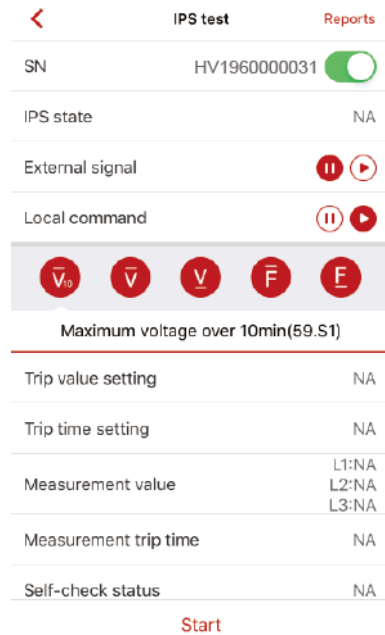 IPS test Reports
SN HV1960000031
IPS state NA
External signal
Local command
V̅₁₀ V̅ V̲ F̅ F̲
Maximum voltage over 10min(59.S1)
Trip value setting NA
Trip time setting NA
L1:NA
Measurement value L2:NA
L3:NA
Measurement trip time NA
Self-check status NA
Start